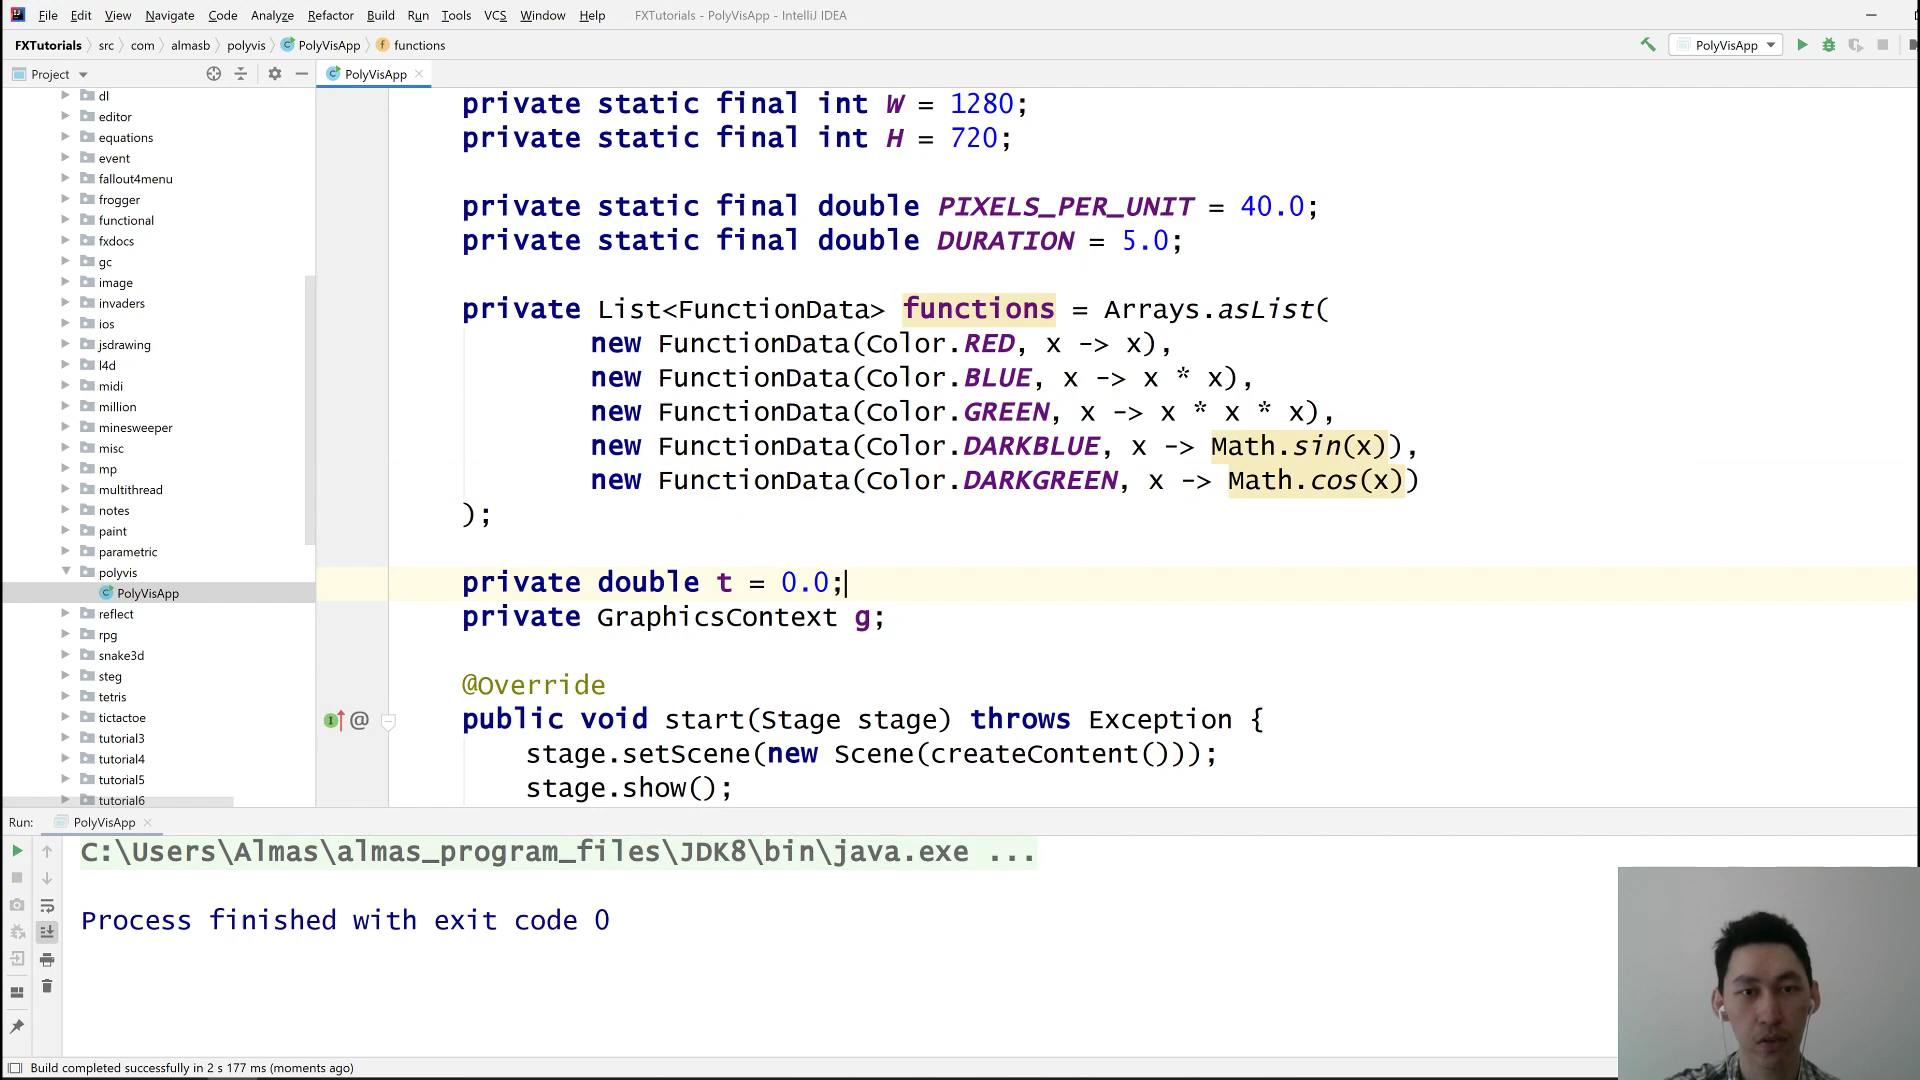 File Edit View Navigate Code Analyze Refactor Build Run Tools VCS Window Help FXTutorials - PolyVisApp - IntelliJ IDEA
FXTutorials src com almasb polyvis PolyVisApp functions PolyVisApp
Project PolyVisApp
dl
editor
equations
event
fallout4menu
frogger
functional
fxdocs
gc
image
invaders
ios
jsdrawing
l4d
midi
million
minesweeper
misc
mp
multithread
notes
paint
parametric
polyvis
PolyVisApp
reflect
rpg
snake3d
steg
tetris
tictactoe
tutorial3
tutorial4
tutorial5
tutorial6
private static final int W = 1280;
private static final int H = 720;
private static final double PIXELS_PER_UNIT = 40.0;
private static final double DURATION = 5.0;
private List<FunctionData> functions = Arrays.asList(
new FunctionData(Color.RED, x -> x),
new FunctionData(Color.BLUE, x -> x * x),
new FunctionData(Color.GREEN, x -> x * x * x),
new FunctionData(Color.DARKBLUE, x -> Math.sin(x)),
new FunctionData(Color.DARKGREEN, x -> Math.cos(x))
);
private double t = 0.0;
private GraphicsContext g;
@Override
public void start(Stage stage) throws Exception {
stage.setScene(new Scene(createContent()));
stage.show();
Run: PolyVisApp
C:\Users\Almas\almas_program_files\JDK8\bin\java.exe ...
Process finished with exit code 0
Build completed successfully in 2 s 177 ms (moments ago)